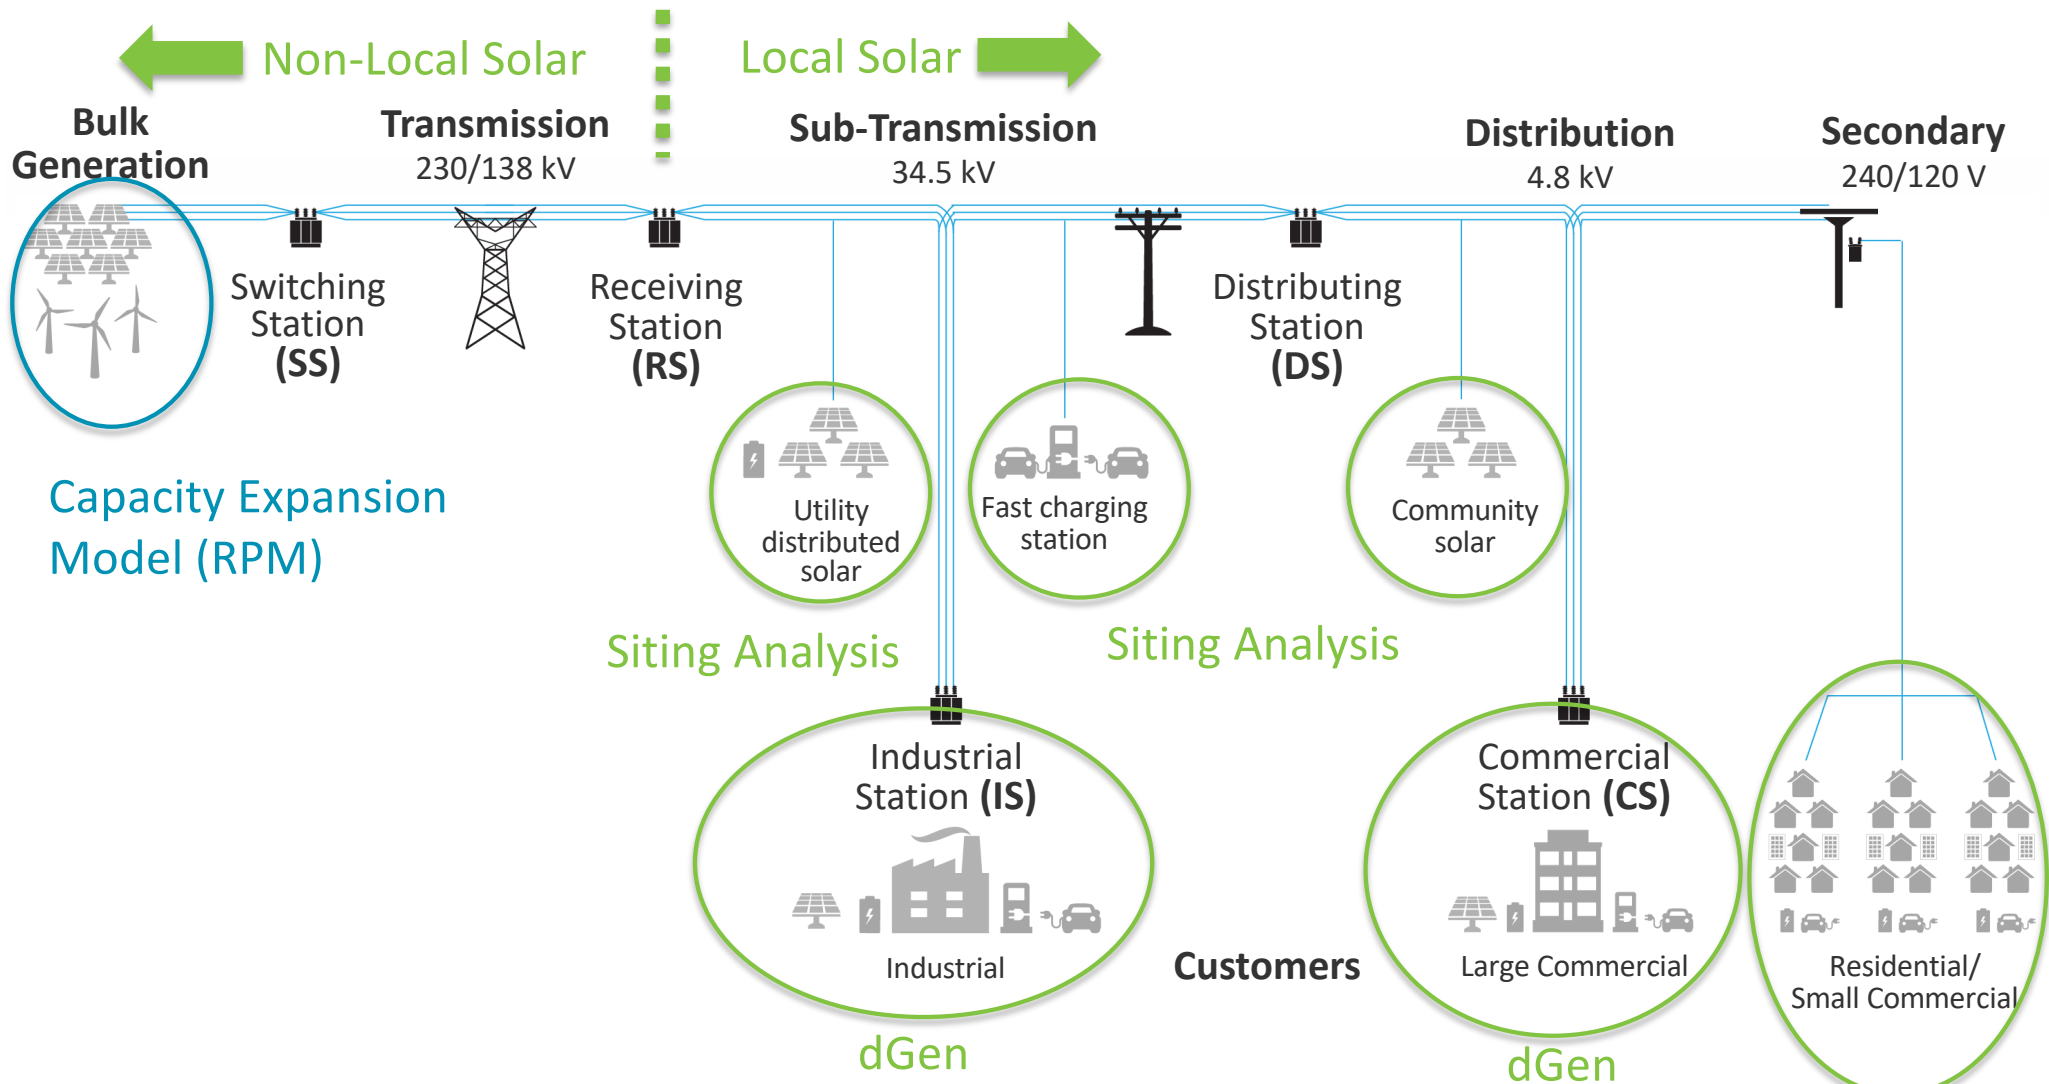 Non-Local Solar
Local Solar
Bulk
Generation
Transmission
230/138 kV
Sub-Transmission
34.5 kV
Distribution
4.8 kV
Secondary
240/120 V
Switching
Station
(SS)
Receiving
Station
(RS)
Distributing
Station
(DS)
Capacity Expansion
Model (RPM)
Utility
distributed
solar
Fast charging
station
Community
solar
Siting Analysis
Siting Analysis
Industrial
Station (IS)
Industrial
Commercial
Station (CS)
Large Commercial
Customers
Residential/
Small Commercial
dGen
dGen